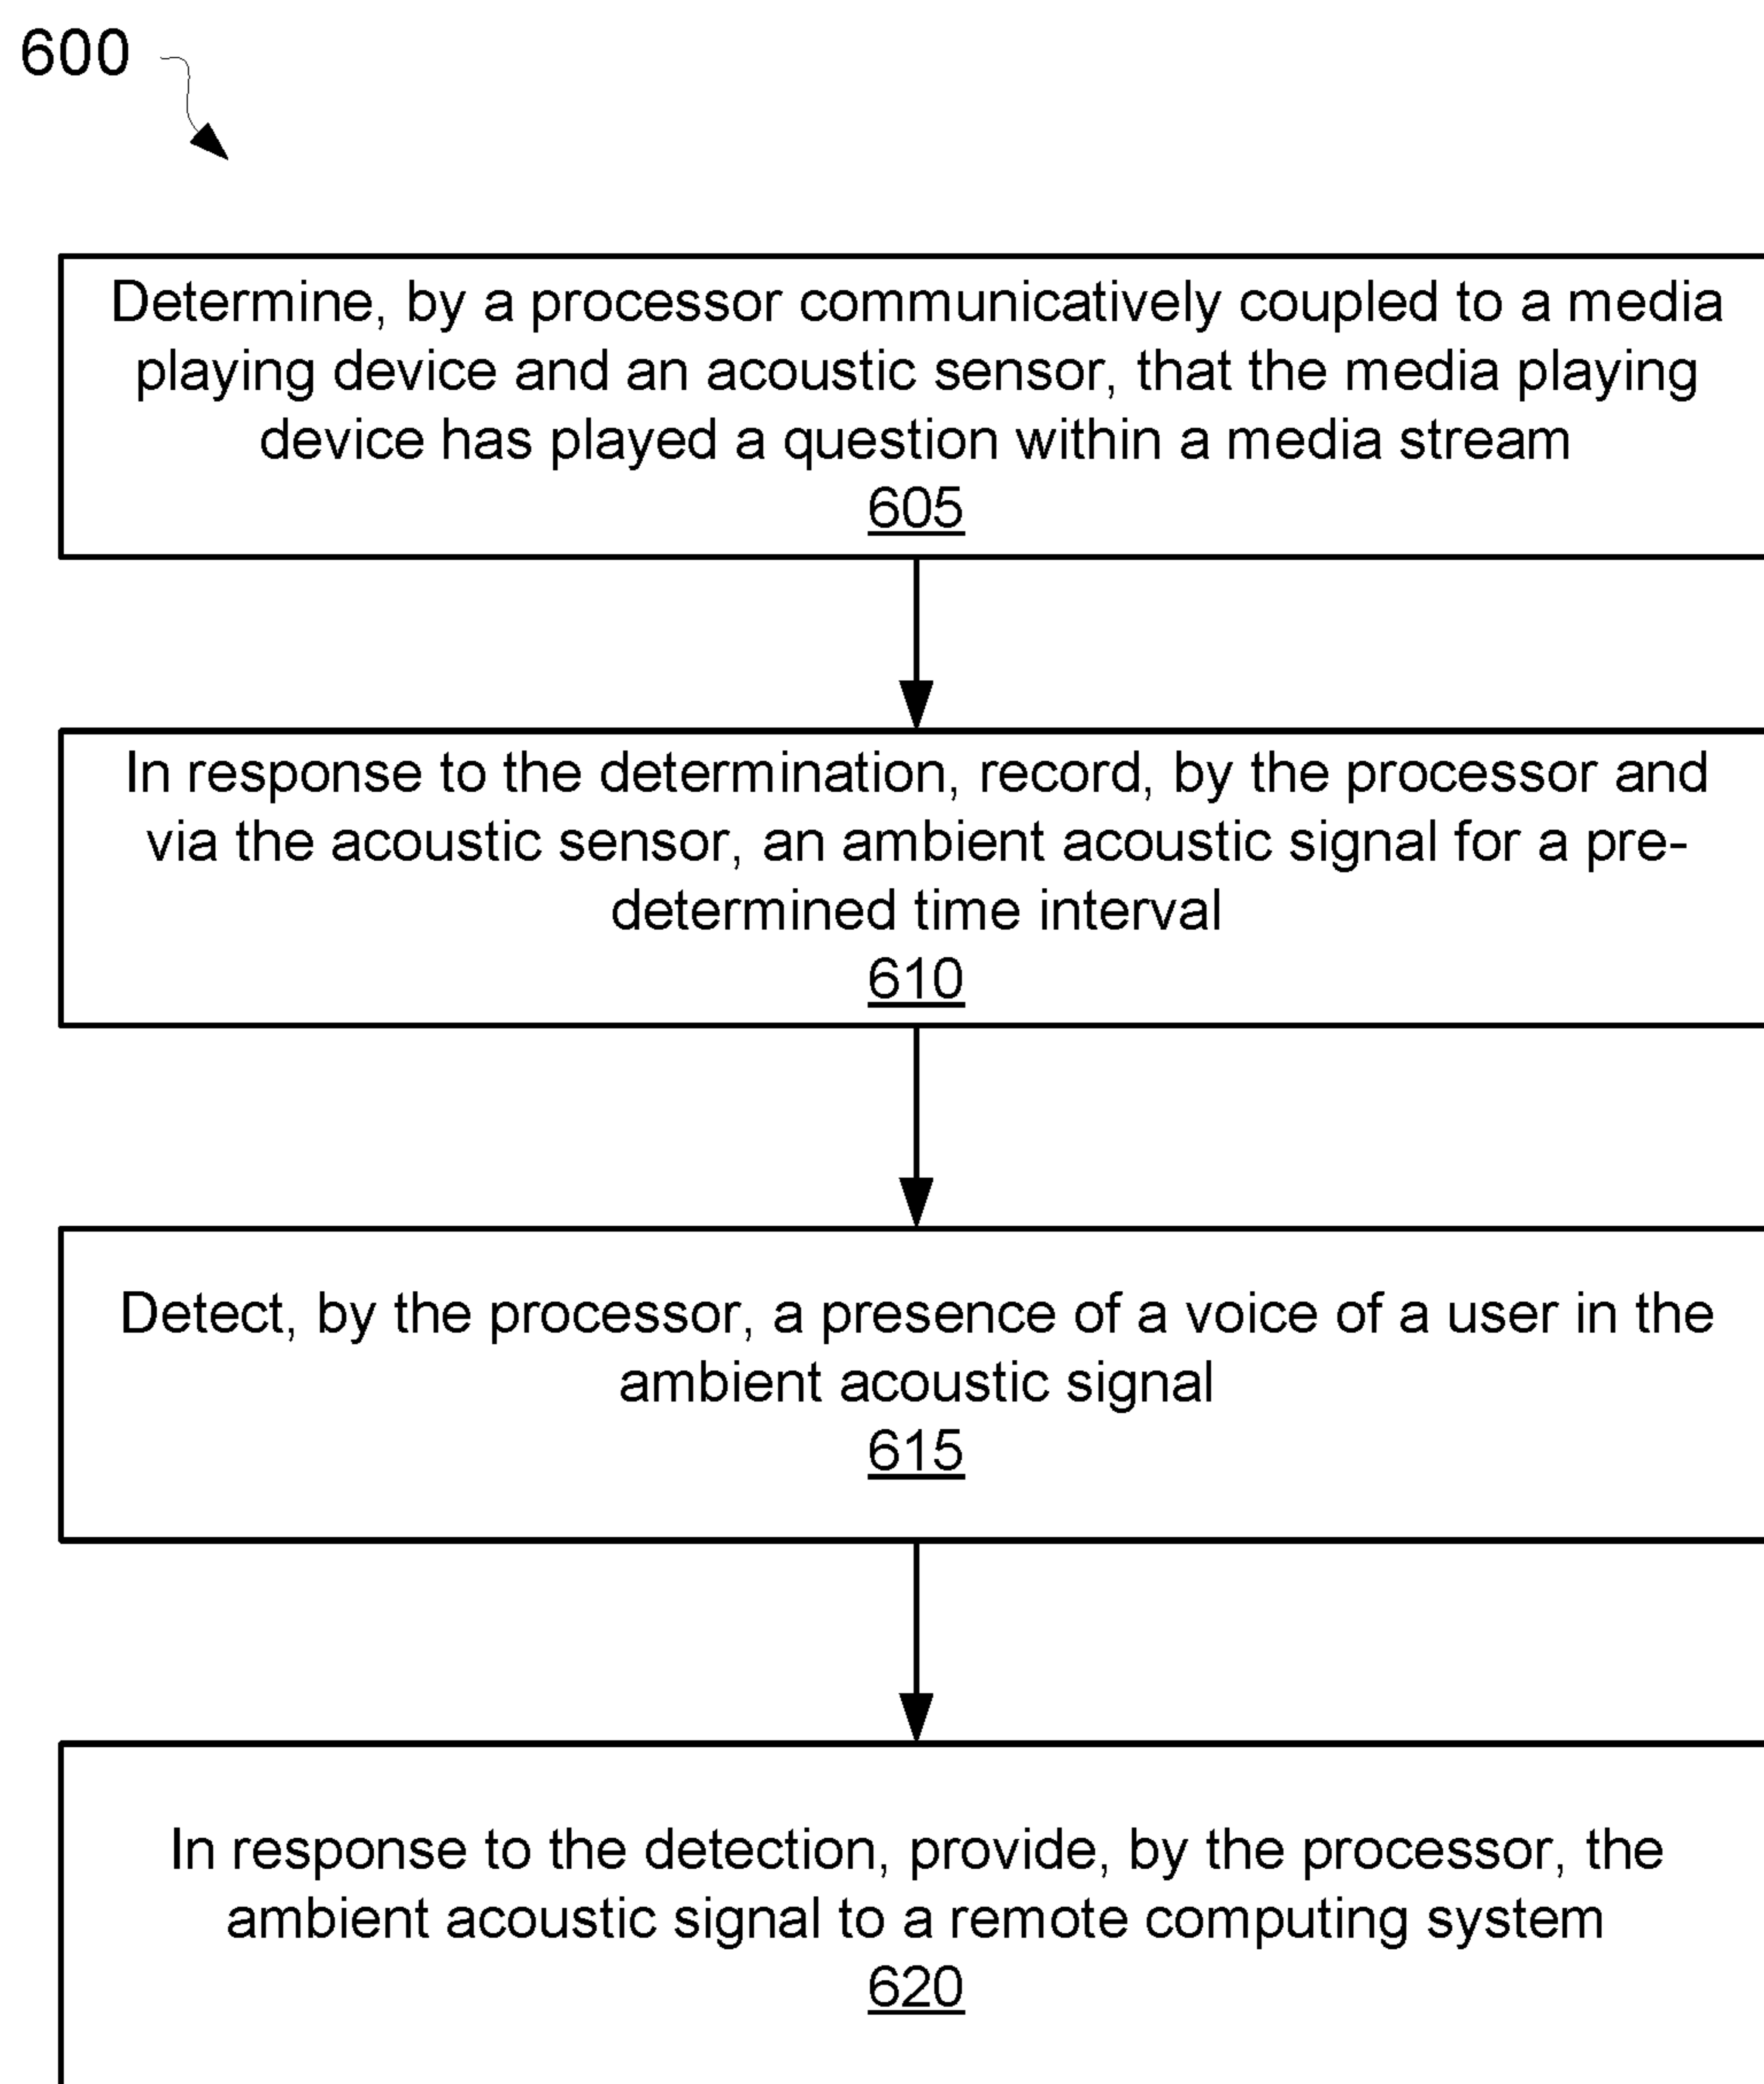 600
Determine, by a processor communicatively coupled to a media
playing device and an acoustic sensor, that the media playing
device has played a question within a media stream
605
In response to the determination, record, by the processor and
via the acoustic sensor, an ambient acoustic signal for a pre-
determined time interval
610
Detect, by the processor, a presence of a voice of a user in the
ambient acoustic signal
615
In response to the detection, provide, by the processor, the
ambient acoustic signal to a remote computing system
620